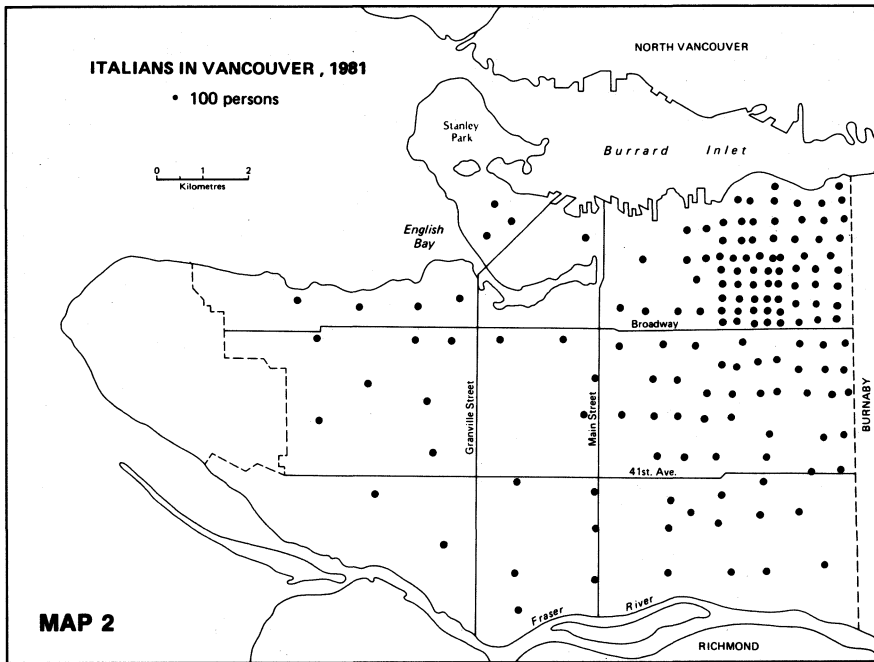 ITALIANS IN VANCOUVER , 1981
• 100 persons
0 1 2
Kilometres
NORTH VANCOUVER
Stanley
Park
Burrard Inlet
English
Bay
Broadway
Granville Street
Main Street
BURNABY
41st. Ave.
Fraser River
MAP 2
RICHMOND